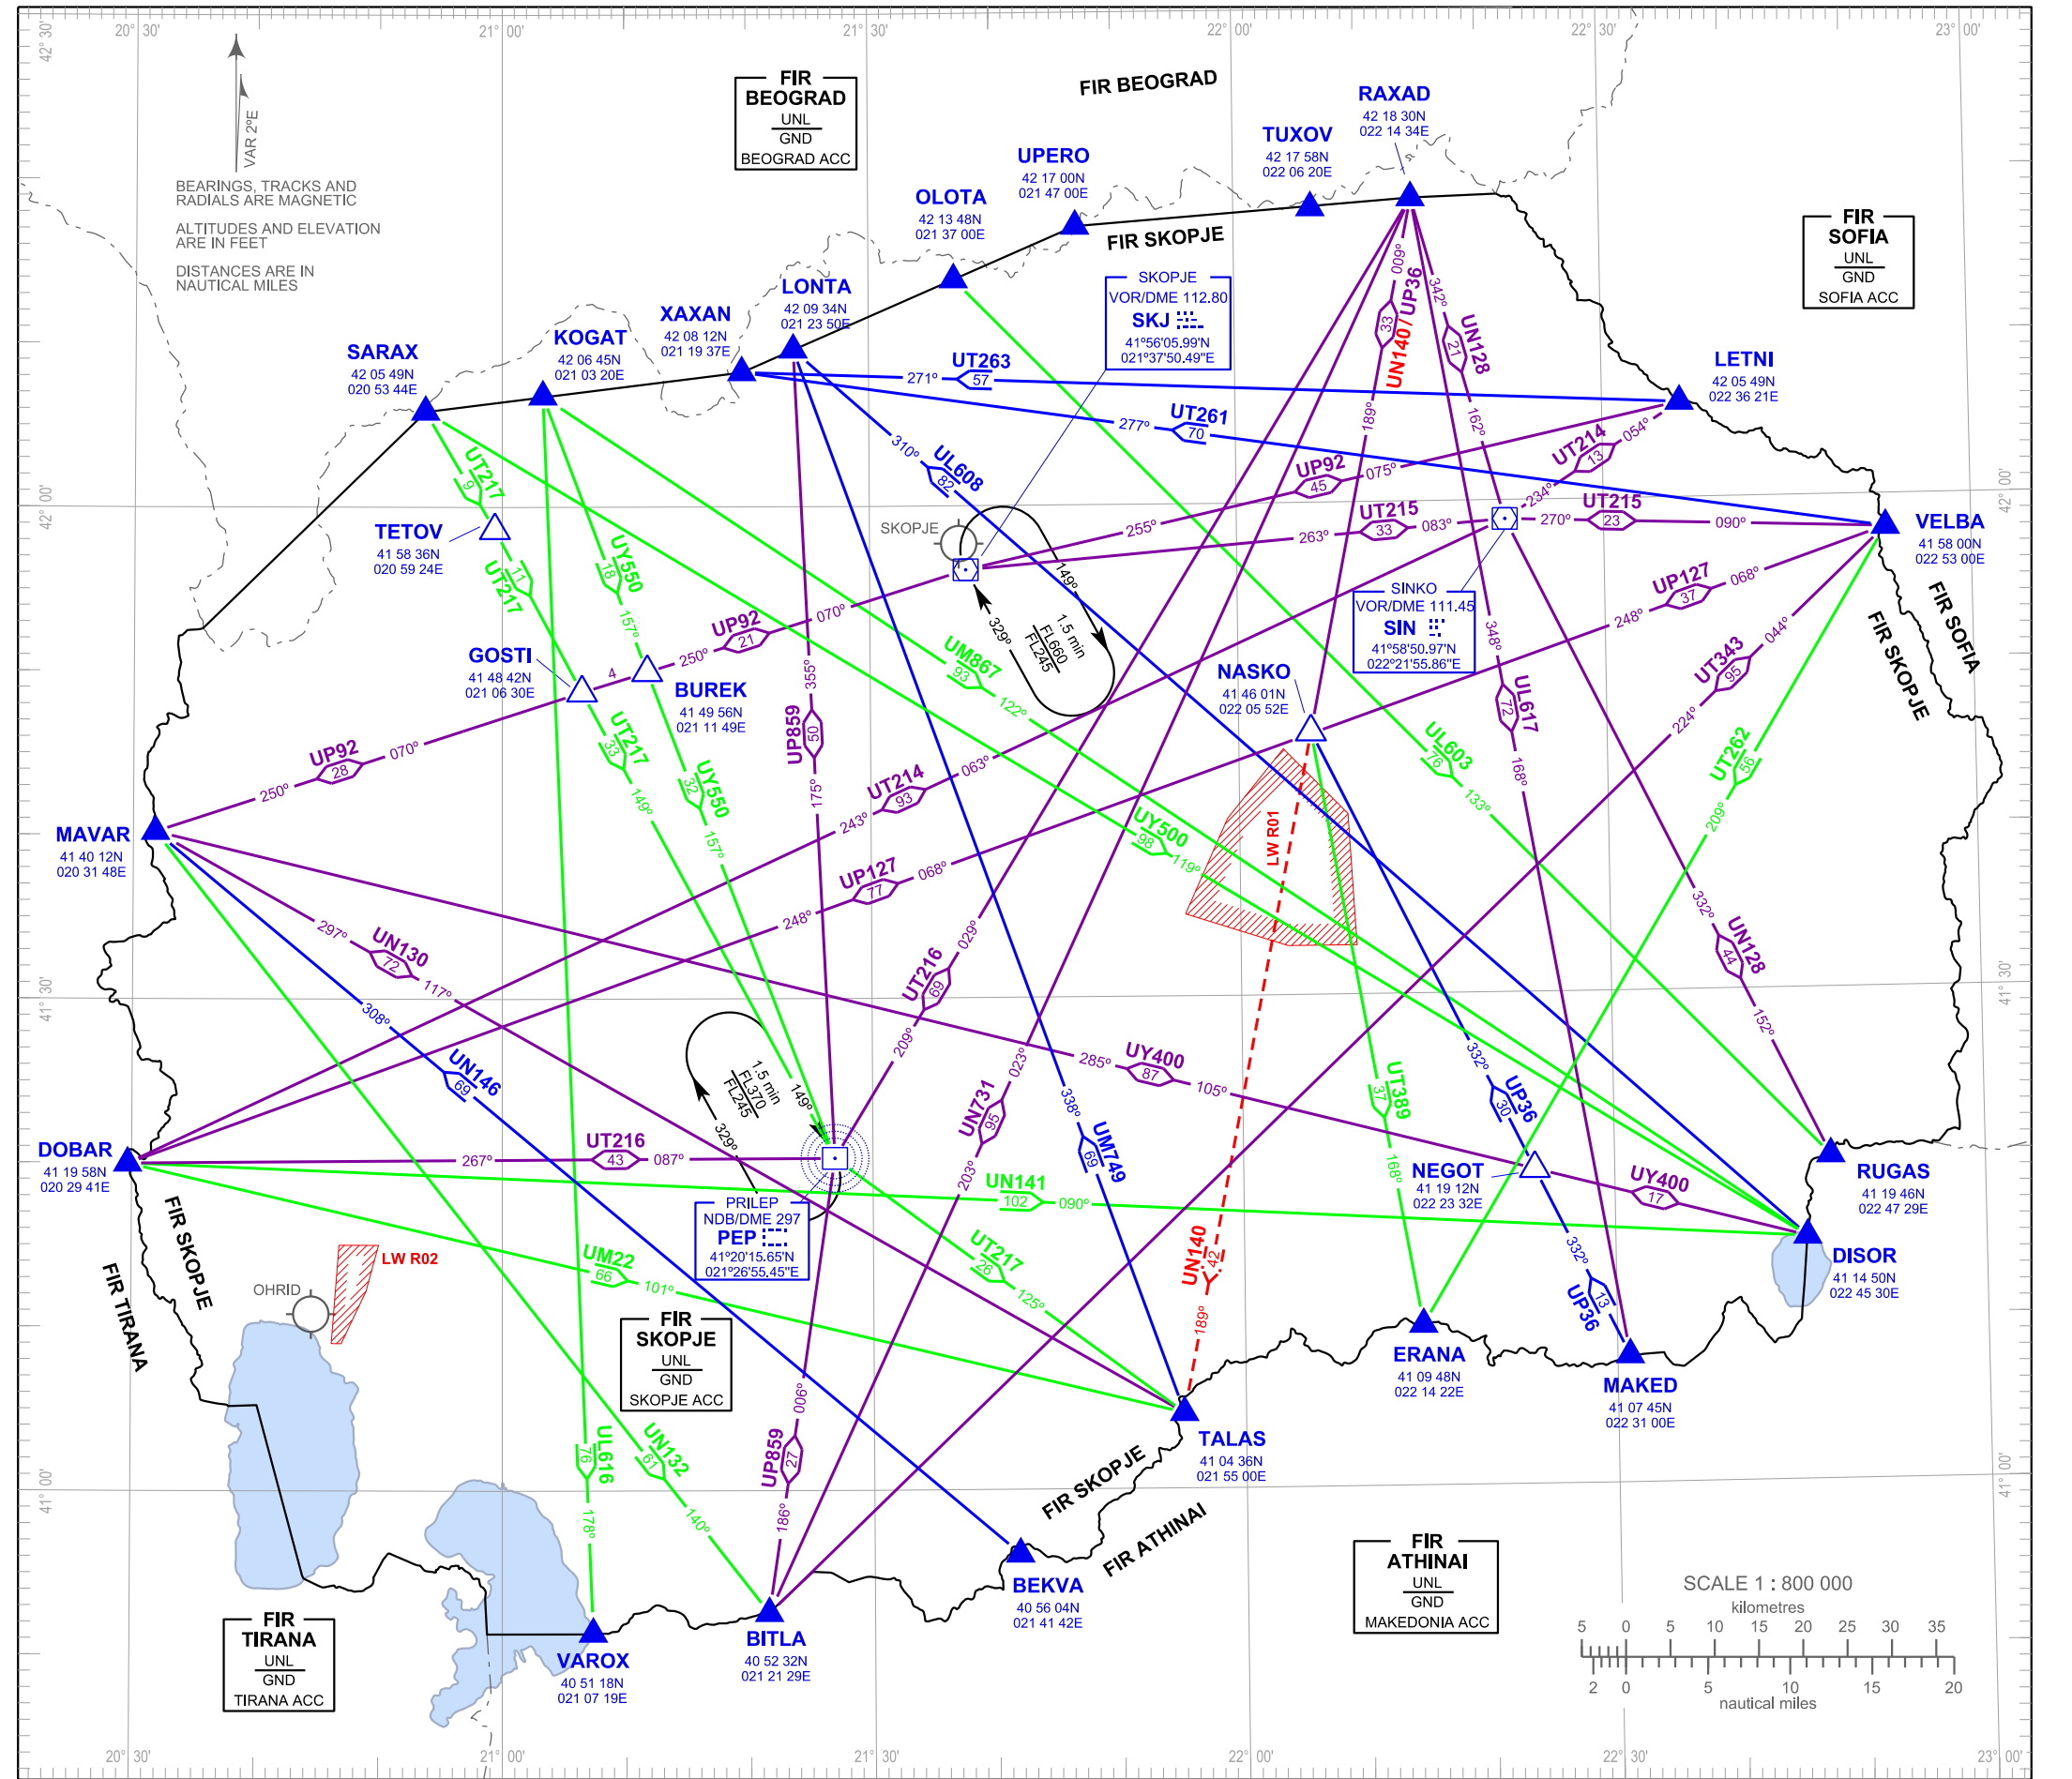 20° 30'
21° 00'
21° 30'
22° 00'
22° 30'
23° 00'
42° 30'
VAR 2°E
BEARINGS, TRACKS AND
RADIALS ARE MAGNETIC
ALTITUDES AND ELEVATION
ARE IN FEET
DISTANCES ARE IN
NAUTICAL MILES
FIR
BEOGRAD
UNL
GND
BEOGRAD ACC
FIR BEOGRAD
FIR SKOPJE
RAXAD
42 18 30N
022 14 34E
TUXOV
42 17 58N
022 06 20E
UPERO
42 17 00N
021 47 00E
OLOTA
42 13 48N
021 37 00E
LONTA
42 09 34N
021 23 50E
XAXAN
42 08 12N
021 19 37E
KOGAT
42 06 45N
021 03 20E
SARAX
42 05 49N
020 53 44E
FIR
SOFIA
UNL
GND
SOFIA ACC
SKOPJE
VOR/DME 112.80
SKJ
41°56'05.99'N
021°37'50.49"E
LETNI
42 05 49N
022 36 21E
009°
33
UN140 / UP36
189°
342°
21
UN128
162°
UT263
271°
57
UT261
277°
70
310°
UL608
82
UP92
255°
45
075°
UT214
234°
13
054°
UT215
263°
33
083°
UT215
270°
23
090°
42° 00'
42° 00'
VELBA
41 58 00N
022 53 00E
FIR SOFIA
FIR SKOPJE
UT217
9
TETOV
41 58 36N
020 59 24E
11
UT217
UY550
18
157°
SKOPJE
149°
329°
1.5 min
FL660
FL245
SINKO
VOR/DME 111.45
SIN
41°58'50.97'N
022°21'55.86"E
UP127
248°
37
068°
UT343
224°
95
044°
UT262
56
209°
UP92
250°
21
070°
4
GOSTI
41 48 42N
021 06 30E
BUREK
41 49 56N
021 11 49E
UT217
33
149°
UY550
32
157°
355°
UP859
50
175°
UM867
93
122°
NASKO
41 46 01N
022 05 52E
348°
72
UL617
168°
UL603
76
133°
UP92
250°
28
070°
MAVAR
41 40 12N
020 31 48E
UT214
243°
93
063°
UP127
248°
77
068°
UY500
98
119°
LW R01
297°
UN130
72
117°
UT216
209°
69
029°
332°
UN128
44
152°
41° 30'
41° 30'
308°
UN146
69
1.5 min
FL370
FL245
149°
329°
UN731
203°
95
023°
338°
UM749
69
UY400
285°
87
105°
UT389
37
168°
332°
UP36
30
DOBAR
41 19 58N
020 29 41E
UT216
267°
43
087°
UN141
102
090°
PRILEP
NDB/DME 297
PEP
41°20'15.65'N
021°26'55.45"E
NEGOT
41 19 12N
022 23 32E
UY400
17
RUGAS
41 19 46N
022 47 29E
DISOR
41 14 50N
022 45 30E
FIR SKOPJE
FIR TIRANA
LW R02
OHRID
UM22
66
101°
UT217
26
125°
UN140
42
189°
332°
13
UP36
FIR
SKOPJE
UNL
GND
SKOPJE ACC
ERANA
41 09 48N
022 14 22E
MAKED
41 07 45N
022 31 00E
TALAS
41 04 36N
021 55 00E
76
UL616
178°
UN132
61
140°
006°
UP859
27
186°
FIR SKOPJE
FIR ATHINAI
41° 00'
41° 00'
BEKVA
40 56 04N
021 41 42E
BITLA
40 52 32N
021 21 29E
VAROX
40 51 18N
021 07 19E
FIR
TIRANA
UNL
GND
TIRANA ACC
FIR
ATHINAI
UNL
GND
MAKEDONIA ACC
SCALE 1 : 800 000
kilometres
5 0 5 10 15 20 25 30 35
2 0 5 10 15 20
nautical miles
20° 30'
21° 00'
21° 30'
22° 00'
22° 30'
23° 00'